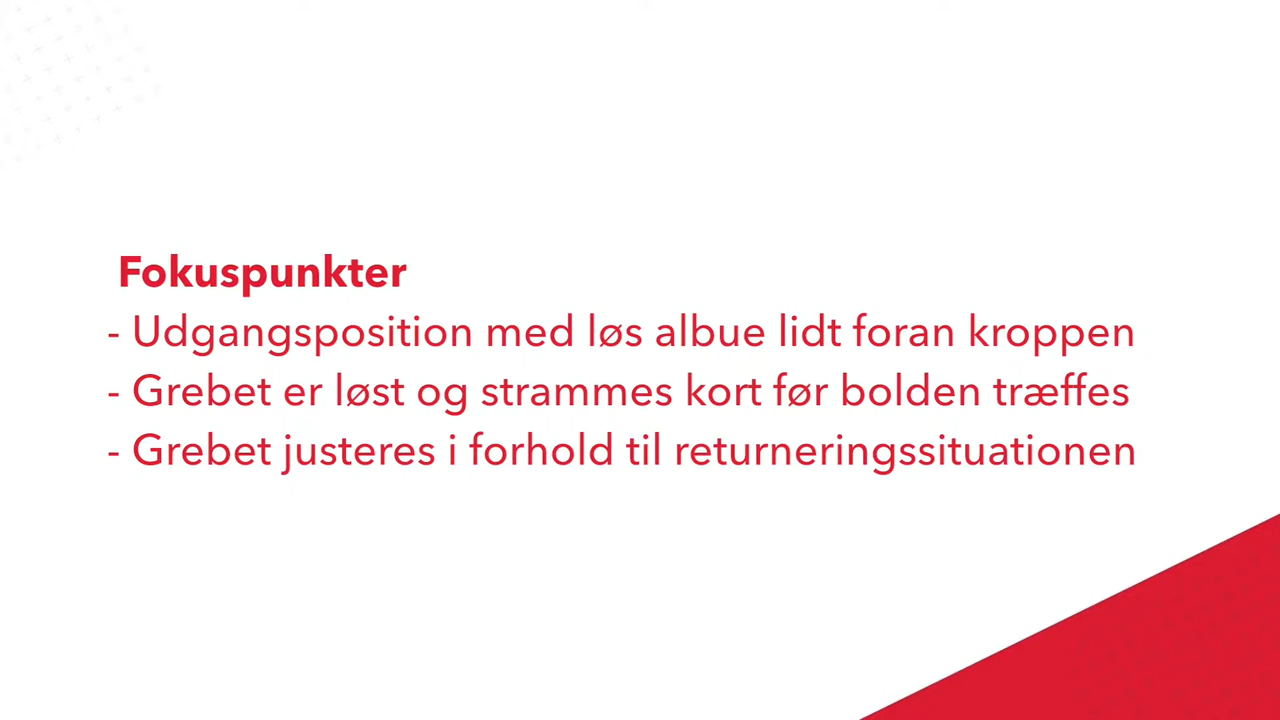 Fokuspunkter
- Udgangsposition med løs albue lidt foran kroppen
- Grebet er løst og strammes kort før bolden træffes
- Grebet justeres i forhold til returneringssituationen